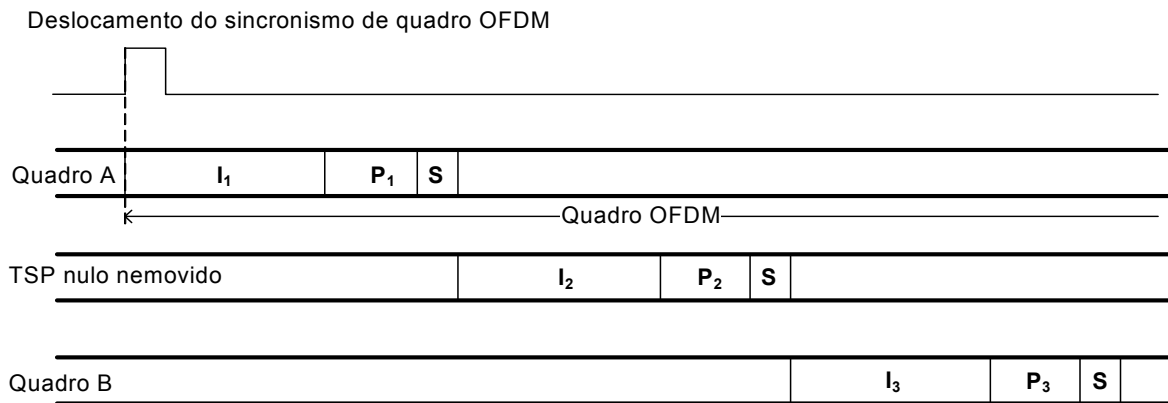 Deslocamento do sincronismo de quadro OFDM
Quadro A I₁ P₁ S
Quadro OFDM
TSP nulo nemovido I₂ P₂ S
Quadro B I₃ P₃ S